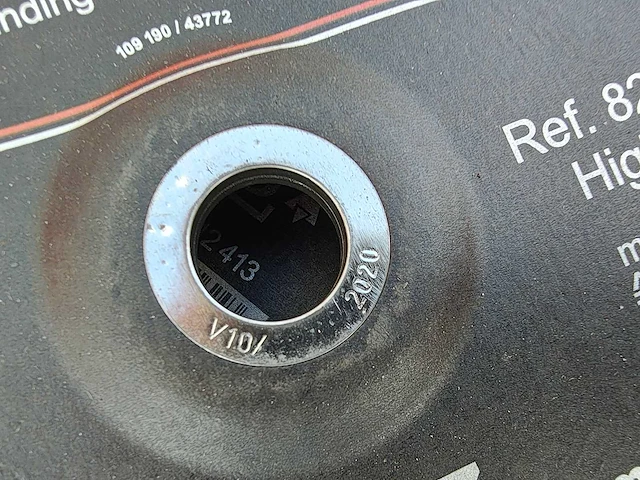 nding
109 190 / 43772
Ref. 82
Hig
2 413
V10/ 2020